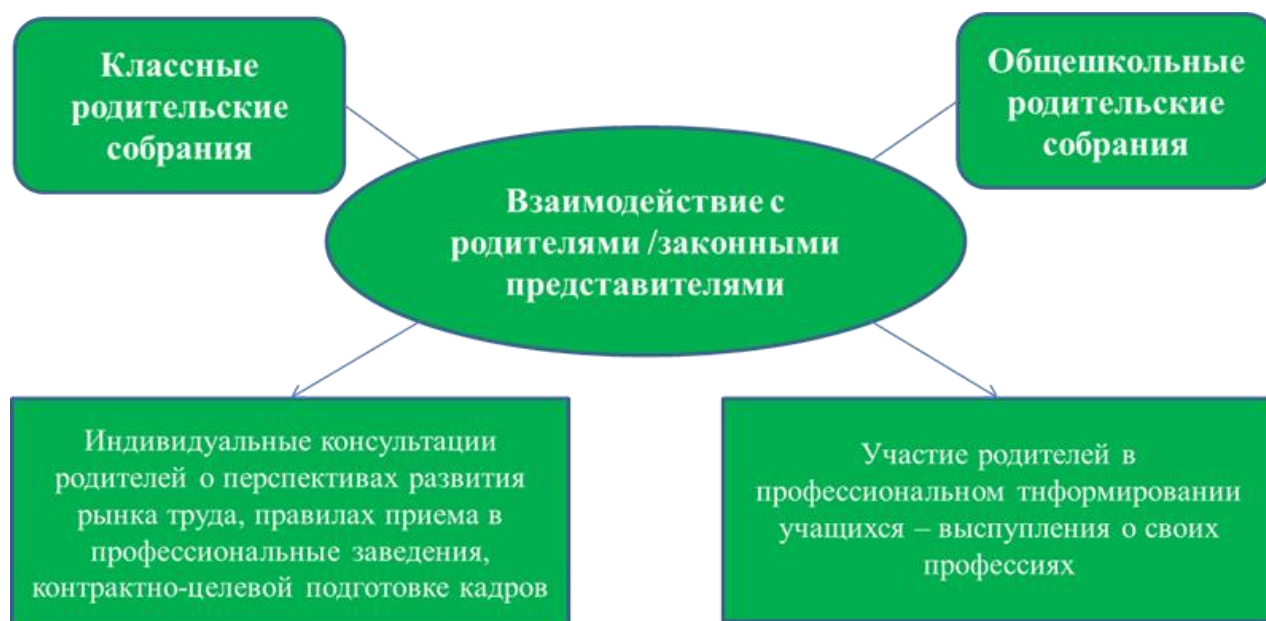 Классные
родительские
собрания
Общешкольные
родительские
собрания
Взаимодействие с
родителями /законными
представителями
Индивидуальные консультации
родителей о перспективах развития
рынка труда, правилах приема в
профессиональные заведения,
контрактно-целевой подготовке кадров
Участие родителей в
профессиональном тнформировании
учащихся – выспупления о своих
профессиях